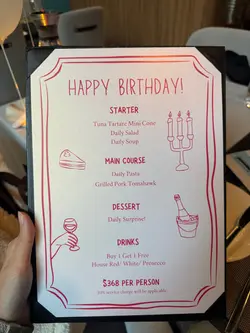 HAPPY BIRTHDAY!
STARTER
Tuna Tartare Mini Cone
Daily Salad
Daily Soup
MAIN COURSE
Daily Pasta
Grilled Pork Tomahawk
DESSERT
Daily Surprise!
DRINKS
Buy 1 Get 1 Free
House Red/ White/ Prosecco
$368 PER PERSON
10% service charge will be applicable